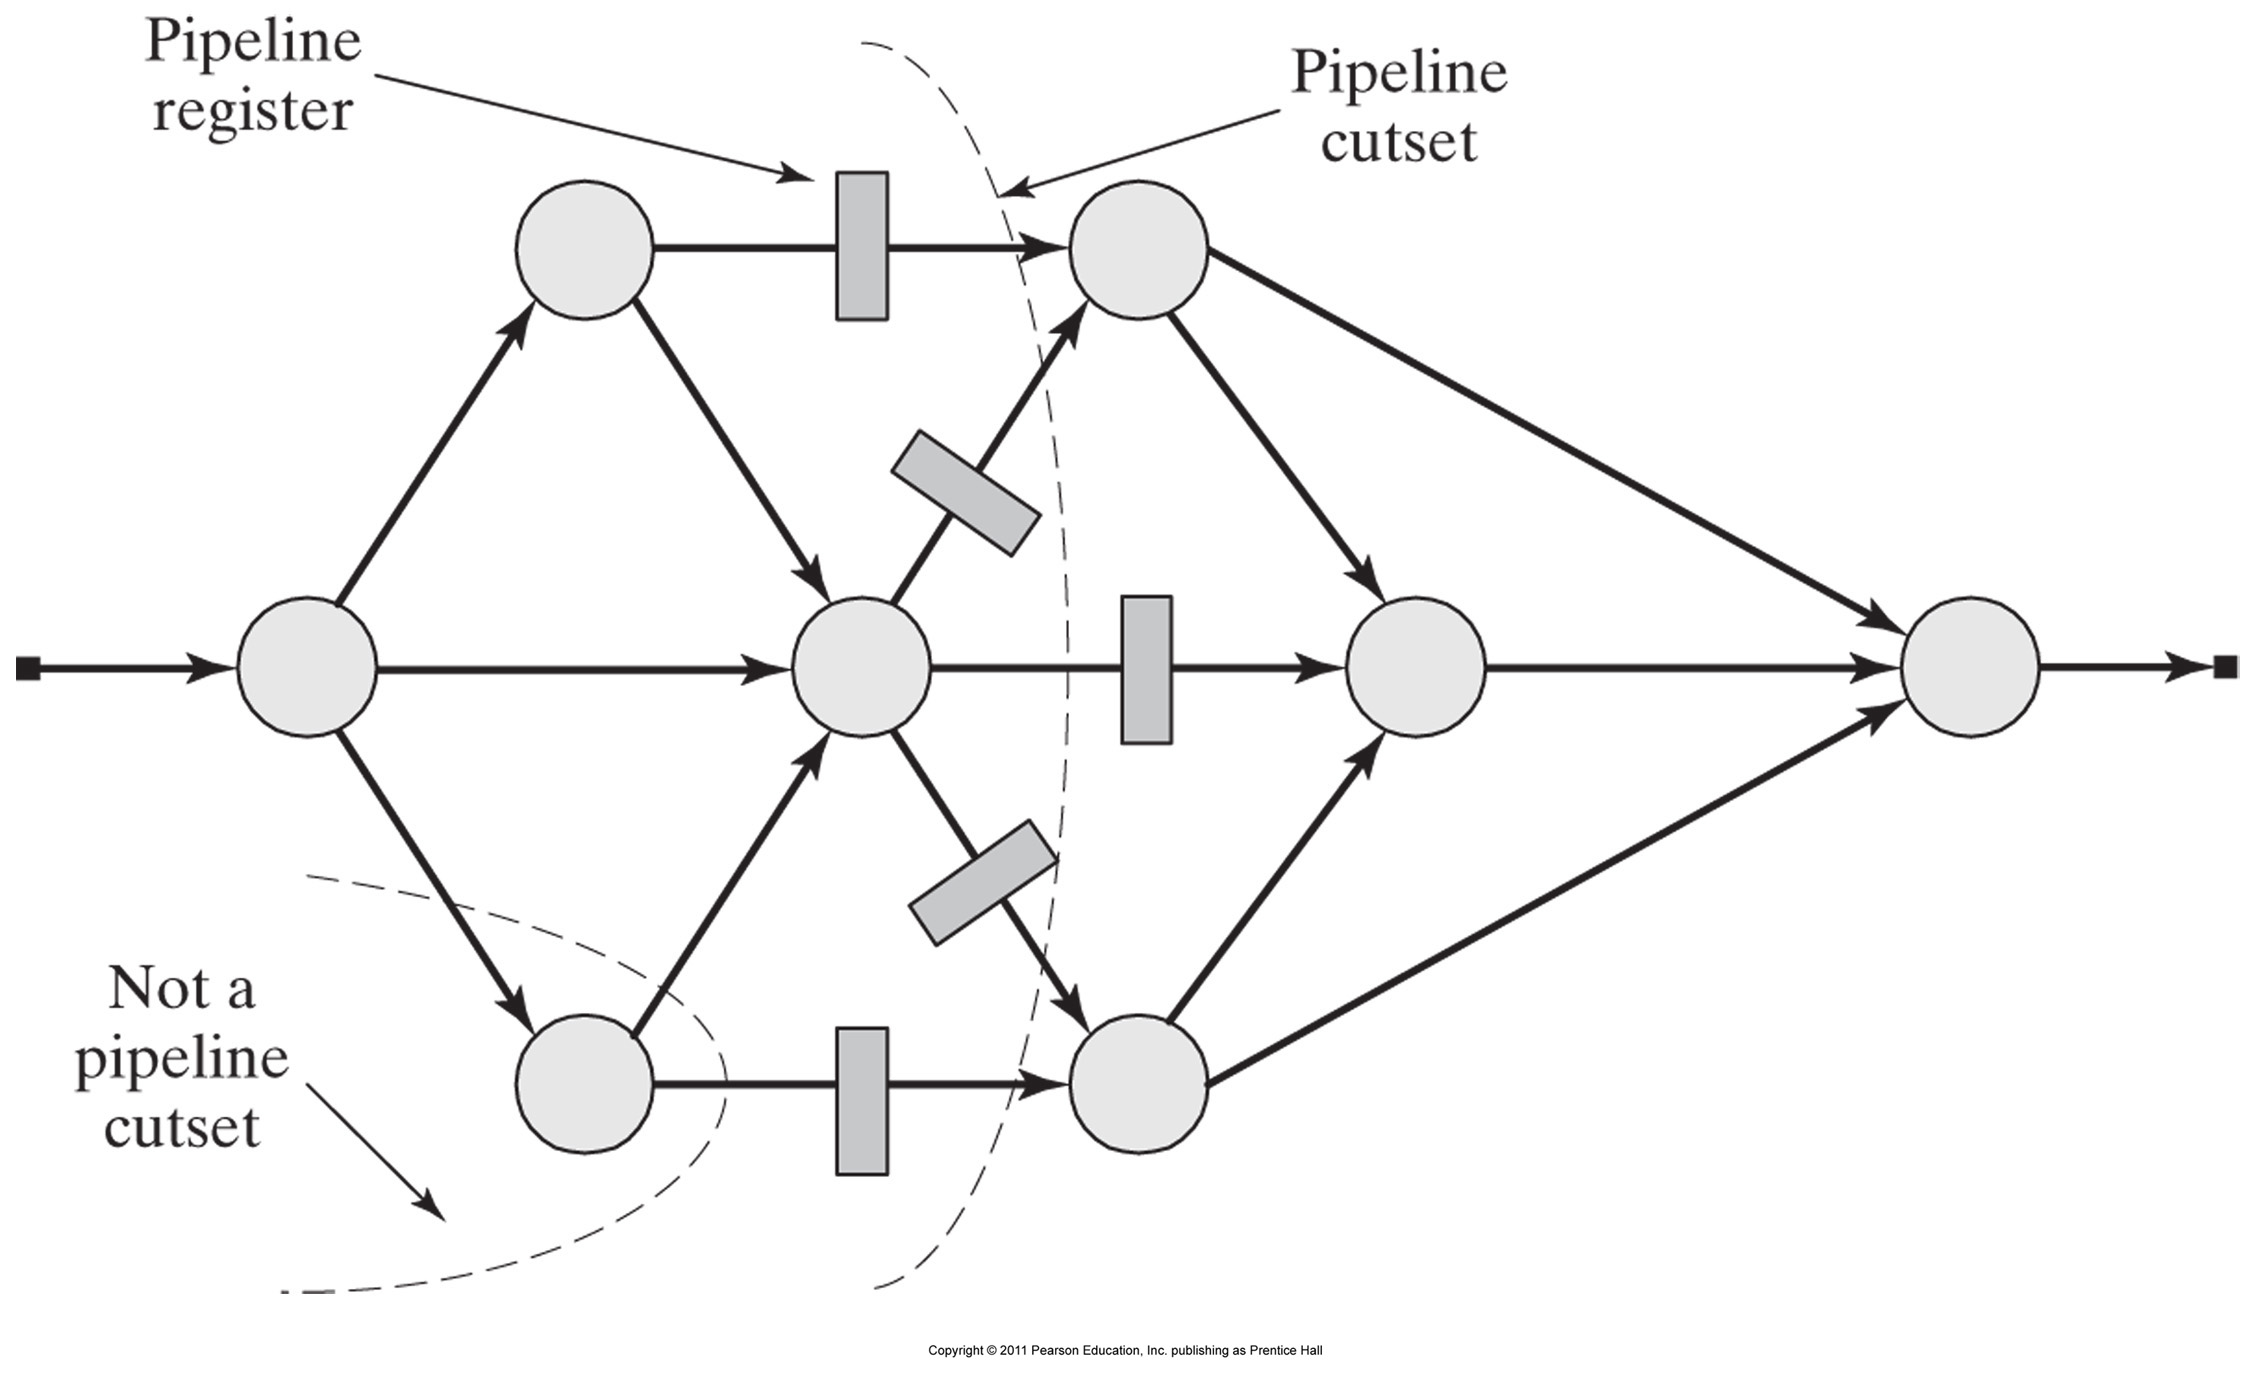 Pipeline
register
Pipeline
cutset
Not a
pipeline
cutset
Copyright © 2011 Pearson Education, Inc. publishing as Prentice Hall